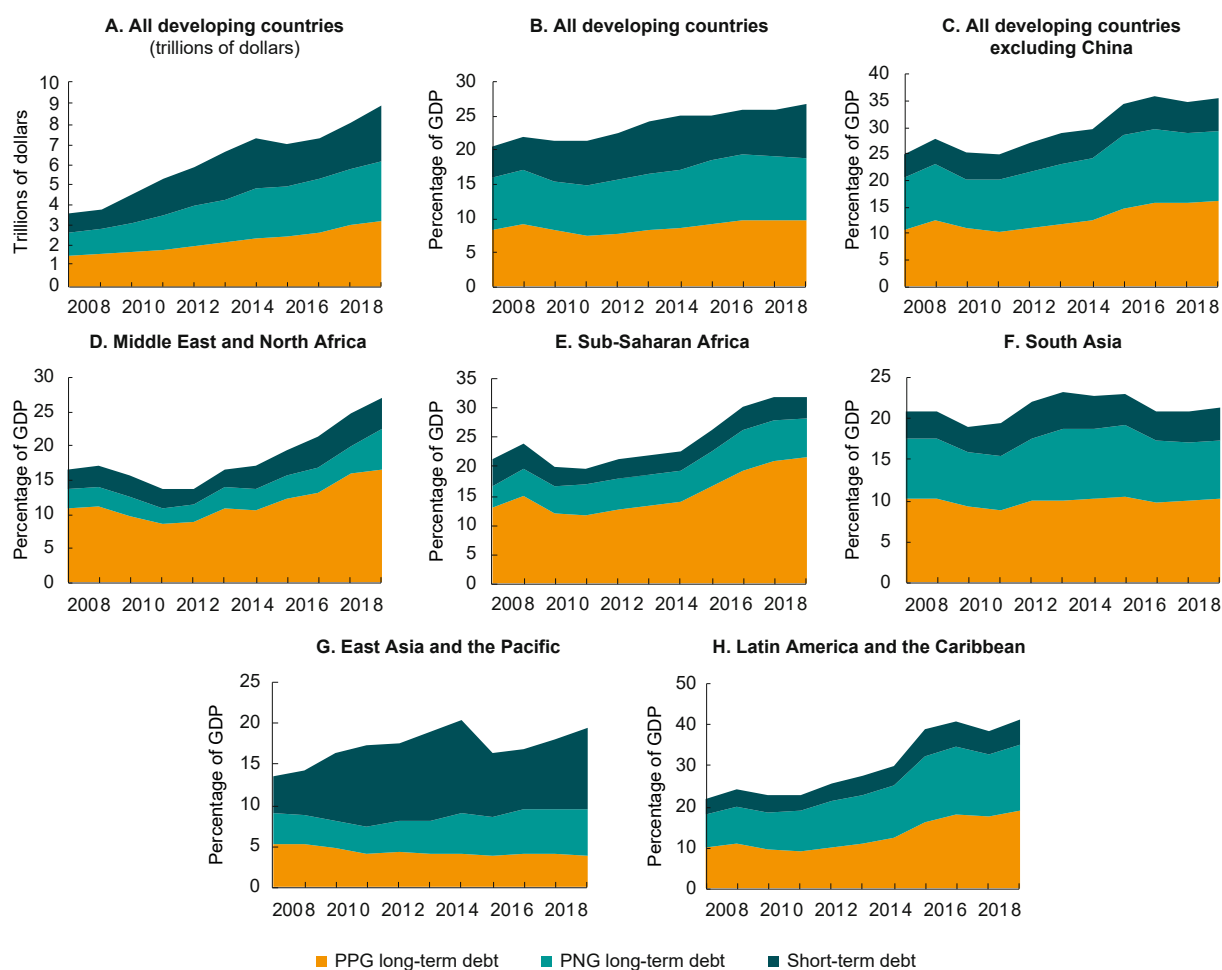 A. All developing countries
(trillions of dollars)
Trillions of dollars
10
9
8
7
6
5
4
3
2
1
0
2008 2010 2012 2014 2016 2018
B. All developing countries
Percentage of GDP
30
25
20
15
10
5
0
2008 2010 2012 2014 2016 2018
C. All developing countries
excluding China
Percentage of GDP
40
35
30
25
20
15
10
5
0
2008 2010 2012 2014 2016 2018
D. Middle East and North Africa
Percentage of GDP
30
25
20
15
10
5
0
2008 2010 2012 2014 2016 2018
E. Sub-Saharan Africa
Percentage of GDP
35
30
25
20
15
10
5
0
2008 2010 2012 2014 2016 2018
F. South Asia
Percentage of GDP
25
20
15
10
5
0
2008 2010 2012 2014 2016 2018
G. East Asia and the Pacific
Percentage of GDP
25
20
15
10
5
0
2008 2010 2012 2014 2016 2018
H. Latin America and the Caribbean
Percentage of GDP
50
40
30
20
10
0
2008 2010 2012 2014 2016 2018
PPG long-term debt PNG long-term debt Short-term debt